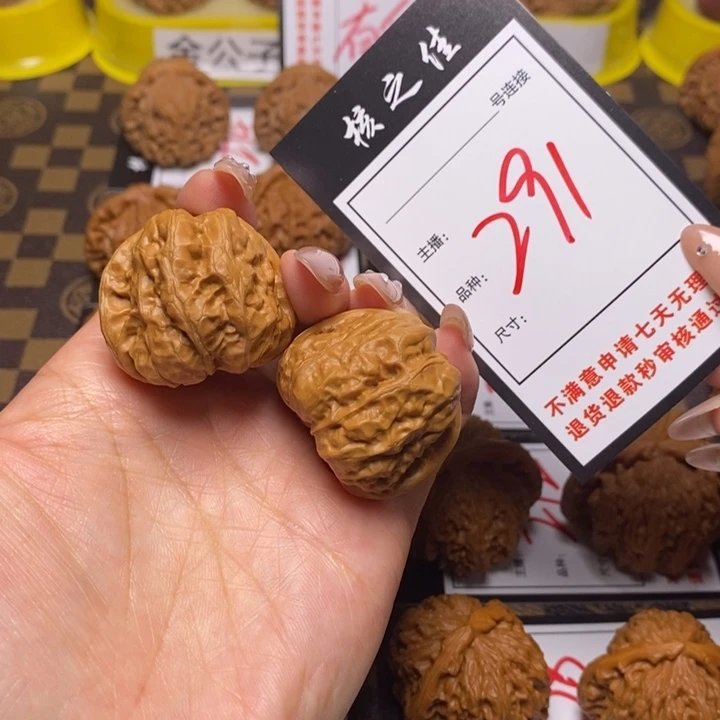 金公子
核之佳
号连接
291
主播：
品种：
尺寸：
不满意申请七天无理
退货退款秒审核通过